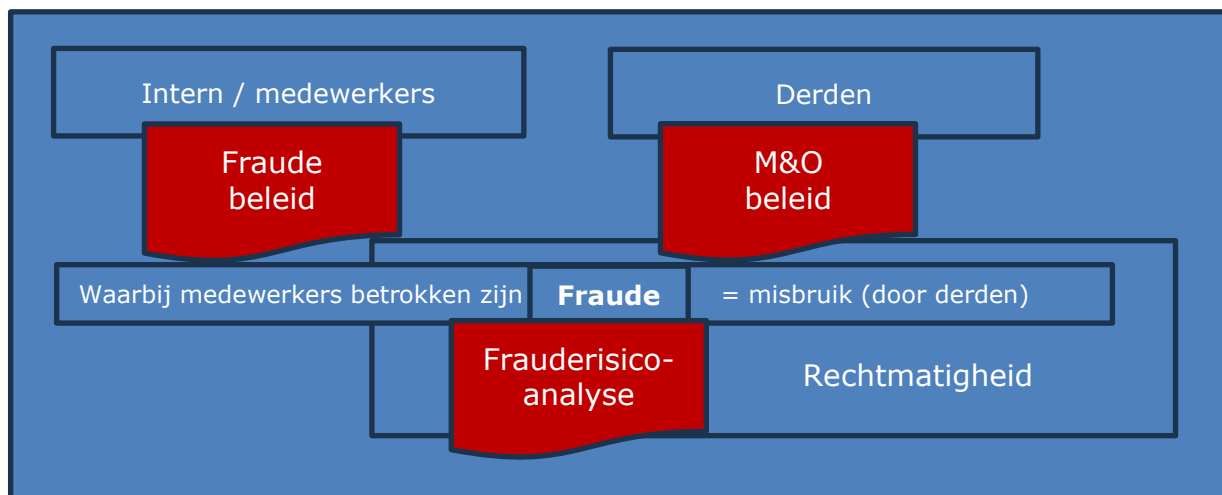 Intern / medewerkers
Derden
Fraude
beleid
M&O
beleid
Waarbij medewerkers betrokken zijn
Fraude
= misbruik (door derden)
Frauderisico-
analyse
Rechtmatigheid